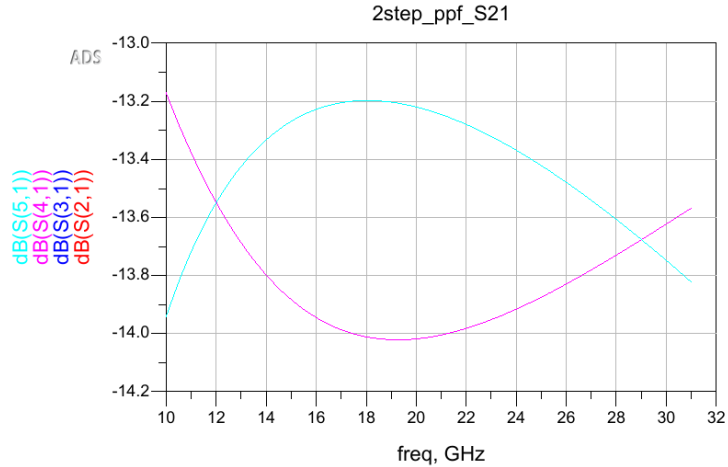 2step_ppf_S21
ADS
-13.0
-13.2
-13.4
-13.6
-13.8
-14.0
-14.2
dB(S(5,1))
dB(S(4,1))
dB(S(3,1))
dB(S(2,1))
10 12 14 16 18 20 22 24 26 28 30 32
freq, GHz